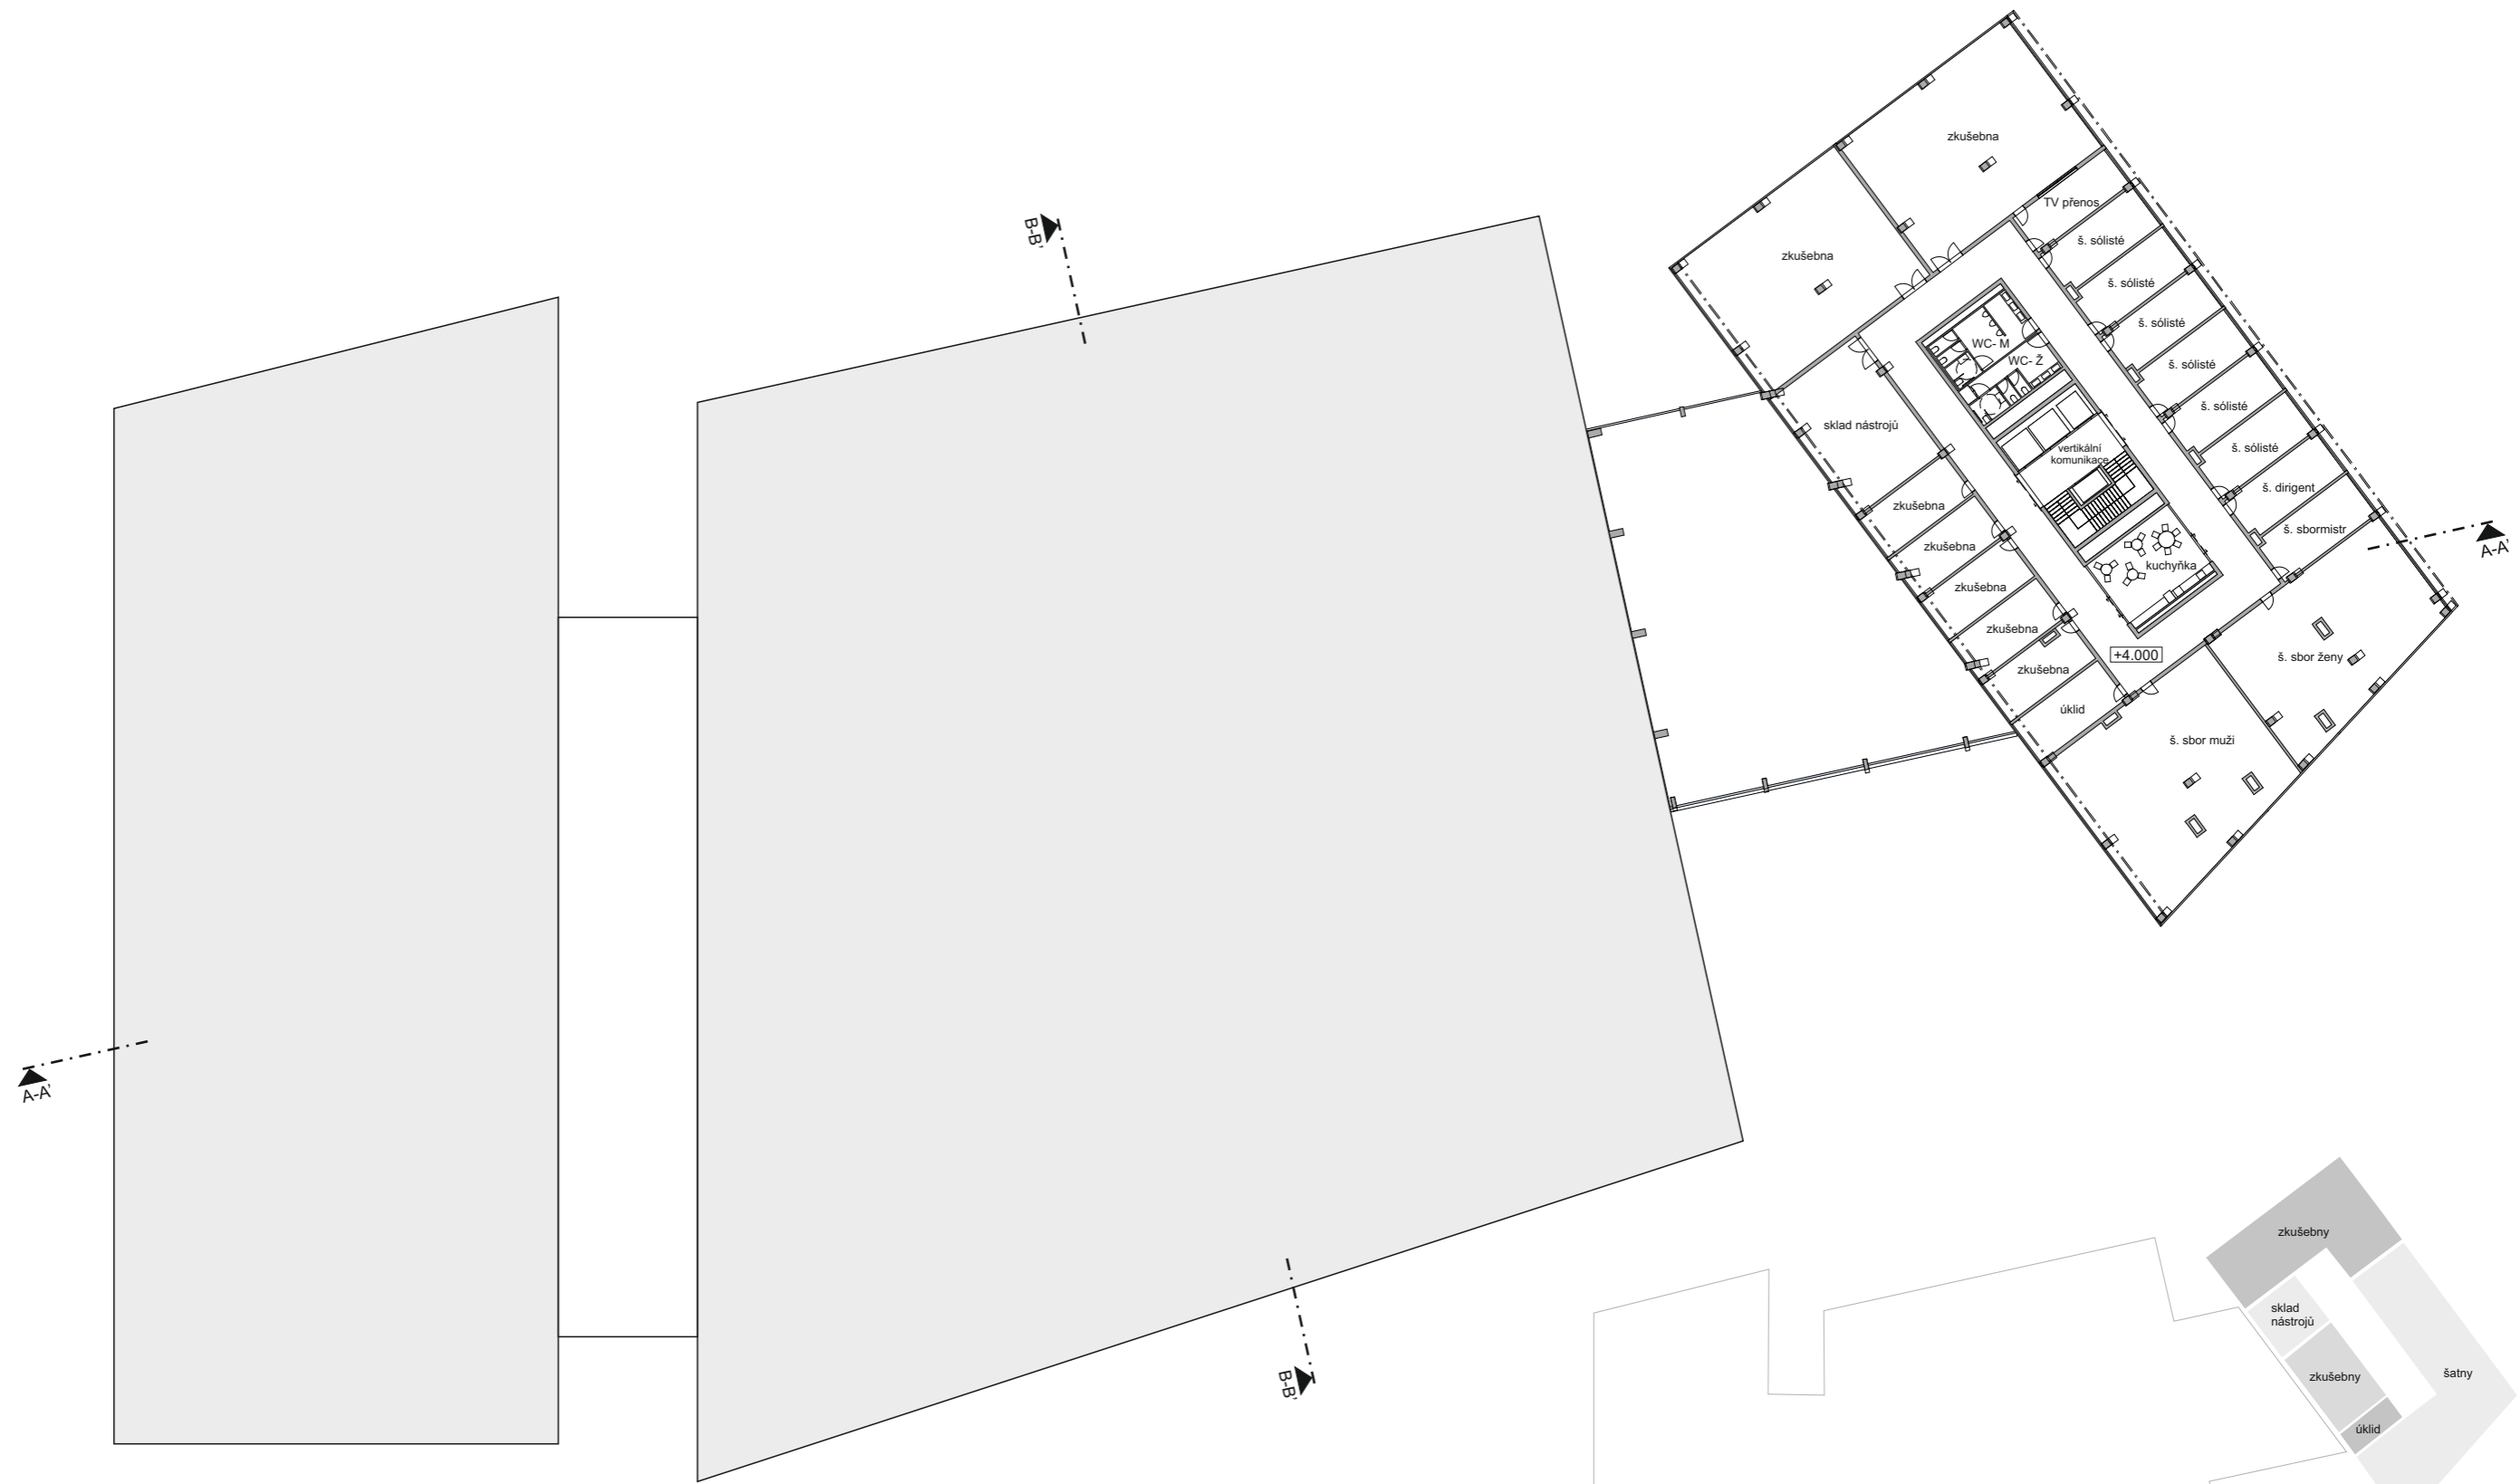 zkušebna
zkušebna
TV přenos
š. sólisté
š. sólisté
š. sólisté
š. sólisté
š. sólisté
š. sólisté
š. dirigent
š. sbormistr
WC- M
WC- Ž
sklad nástrojů
vertikální
komunikace
zkušebna
zkušebna
zkušebna
zkušebna
zkušebna
úklid
kuchyňka
+4.000
š. sbor ženy
š. sbor muži
B-B'
A-A'
A-A'
B-B'
zkušebny
sklad
nástrojů
zkušebny
šatny
úklid